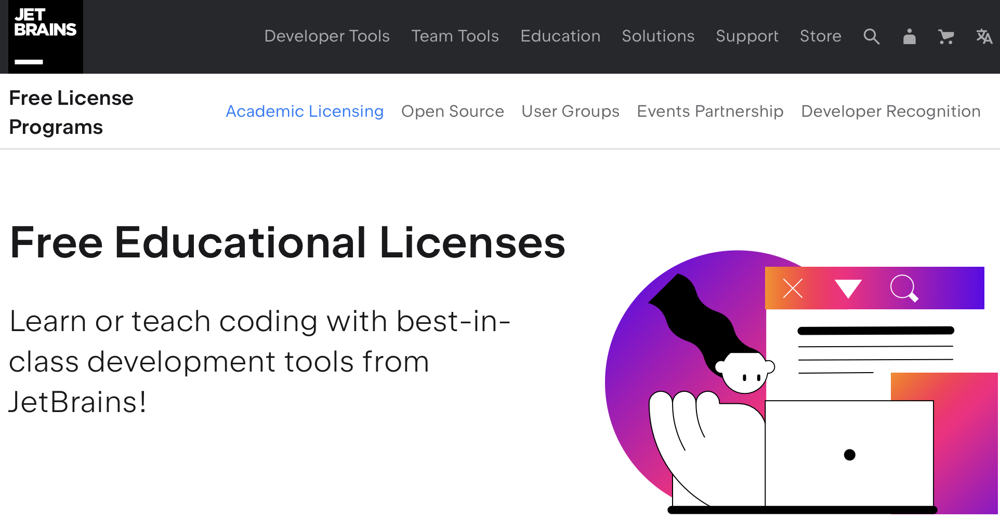 JET
BRAINS
Developer Tools Team Tools Education Solutions Support Store
Free License
Programs
Academic Licensing Open Source User Groups Events Partnership Developer Recognition
Free Educational Licenses
Learn or teach coding with best-in-
class development tools from
JetBrains!